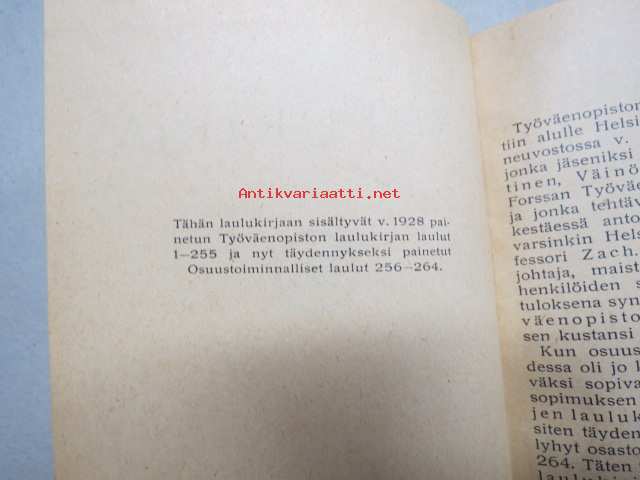 Antikvariaatti.net
Tähän laulukirjaan sisältyvät v. 1928 pai-
netun Työväenopiston laulukirjan laulut
1—255 ja nyt täydennykseksi painetut
Osuustoiminnalliset laulut 256—264.
Työväenopiston
tiin alulle Helsi
neuvostossa v.
jonka jäseniksi
tinen, Väinö
Forssan Työväe
ja jonka tehtäv
kestäessä anto
varsinkin Hels
fessori Zach.
johtaja, maist
henkilöiden s
tuloksena syn
väenopisto
sen kustansi
Kun osuus
dessa oli jo l
väksi sopiva
sopimuksen
jen lauluk
siten täydenn
lyhyt osasto
264. Täten